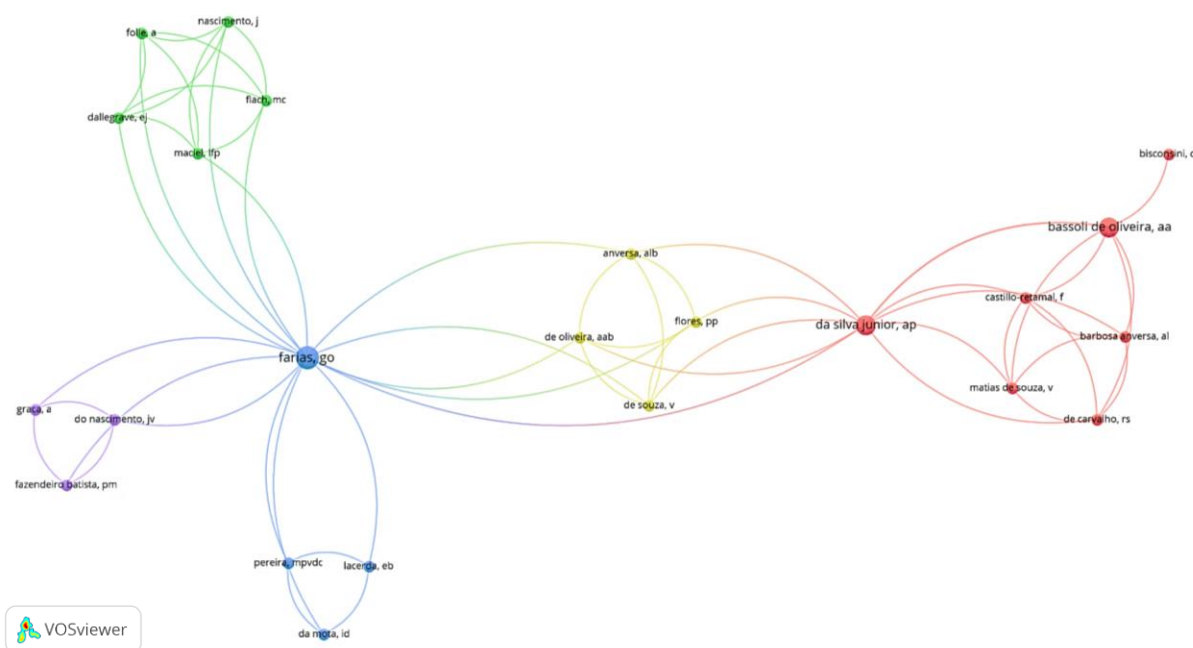 nascimento, j
folle, a
flach, mc
dallegrave, ej
maciel, lfp
bisconsini, c
bassoli de oliveira, aa
anversa, alb
castillo-retamal, f
flores, pp
da silva junior, ap
de oliveira, aab
barbosa anversa, al
farias, go
matias de souza, v
de souza, v
graça, a
do nascimento, jv
de carvalho, rs
fazendeiro batista, pm
pereira, mpvdc
lacerda, eb
da mota, id
VOSviewer